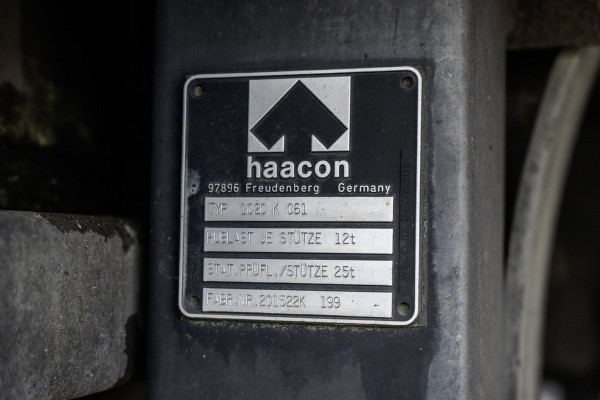 haacon
97896 Freudenberg Germany
TYP 1020 K 061
HUBLAST JE STÜTZE 12t
STAT.PRÜFL./STÜTZE 25t
FABR.NR.201522K 199